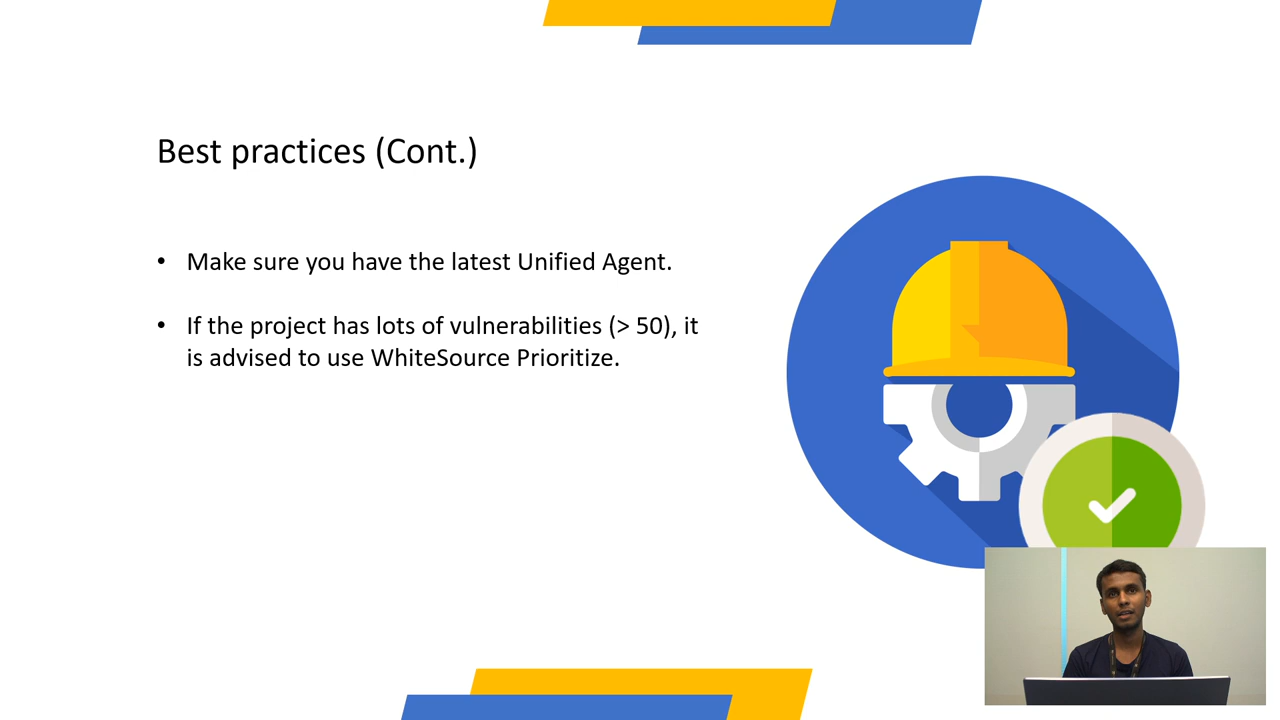 Best practices (Cont.)
• Make sure you have the latest Unified Agent.
• If the project has lots of vulnerabilities (> 50), it
is advised to use WhiteSource Prioritize.